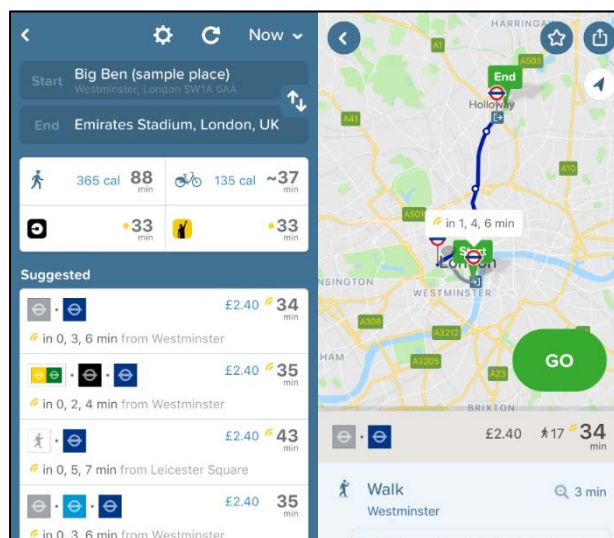 Now
Start
Big Ben (sample place)
Westminster, London SW1A 0AA
End
Emirates Stadium, London, UK
365 cal 88 min
135 cal ~37 min
33 min
33 min
Suggested
£2.40 34 min
in 0, 3, 6 min from Westminster
£2.40 35 min
in 0, 2, 4 min from Westminster
£2.40 43 min
in 0, 5, 7 min from Leicester Square
£2.40 35 min
in 0, 3, 6 min from Westminster
HARRINGAY
A1
A503
End
Holloway
A41
A10
A501
in 1, 4, 6 min
Start
London
NSINGTON
WESTMINSTER
A308
A3212
HAM
A3205
A23
GO
BRIXTON
£2.40 17 34 min
Walk
3 min
Westminster